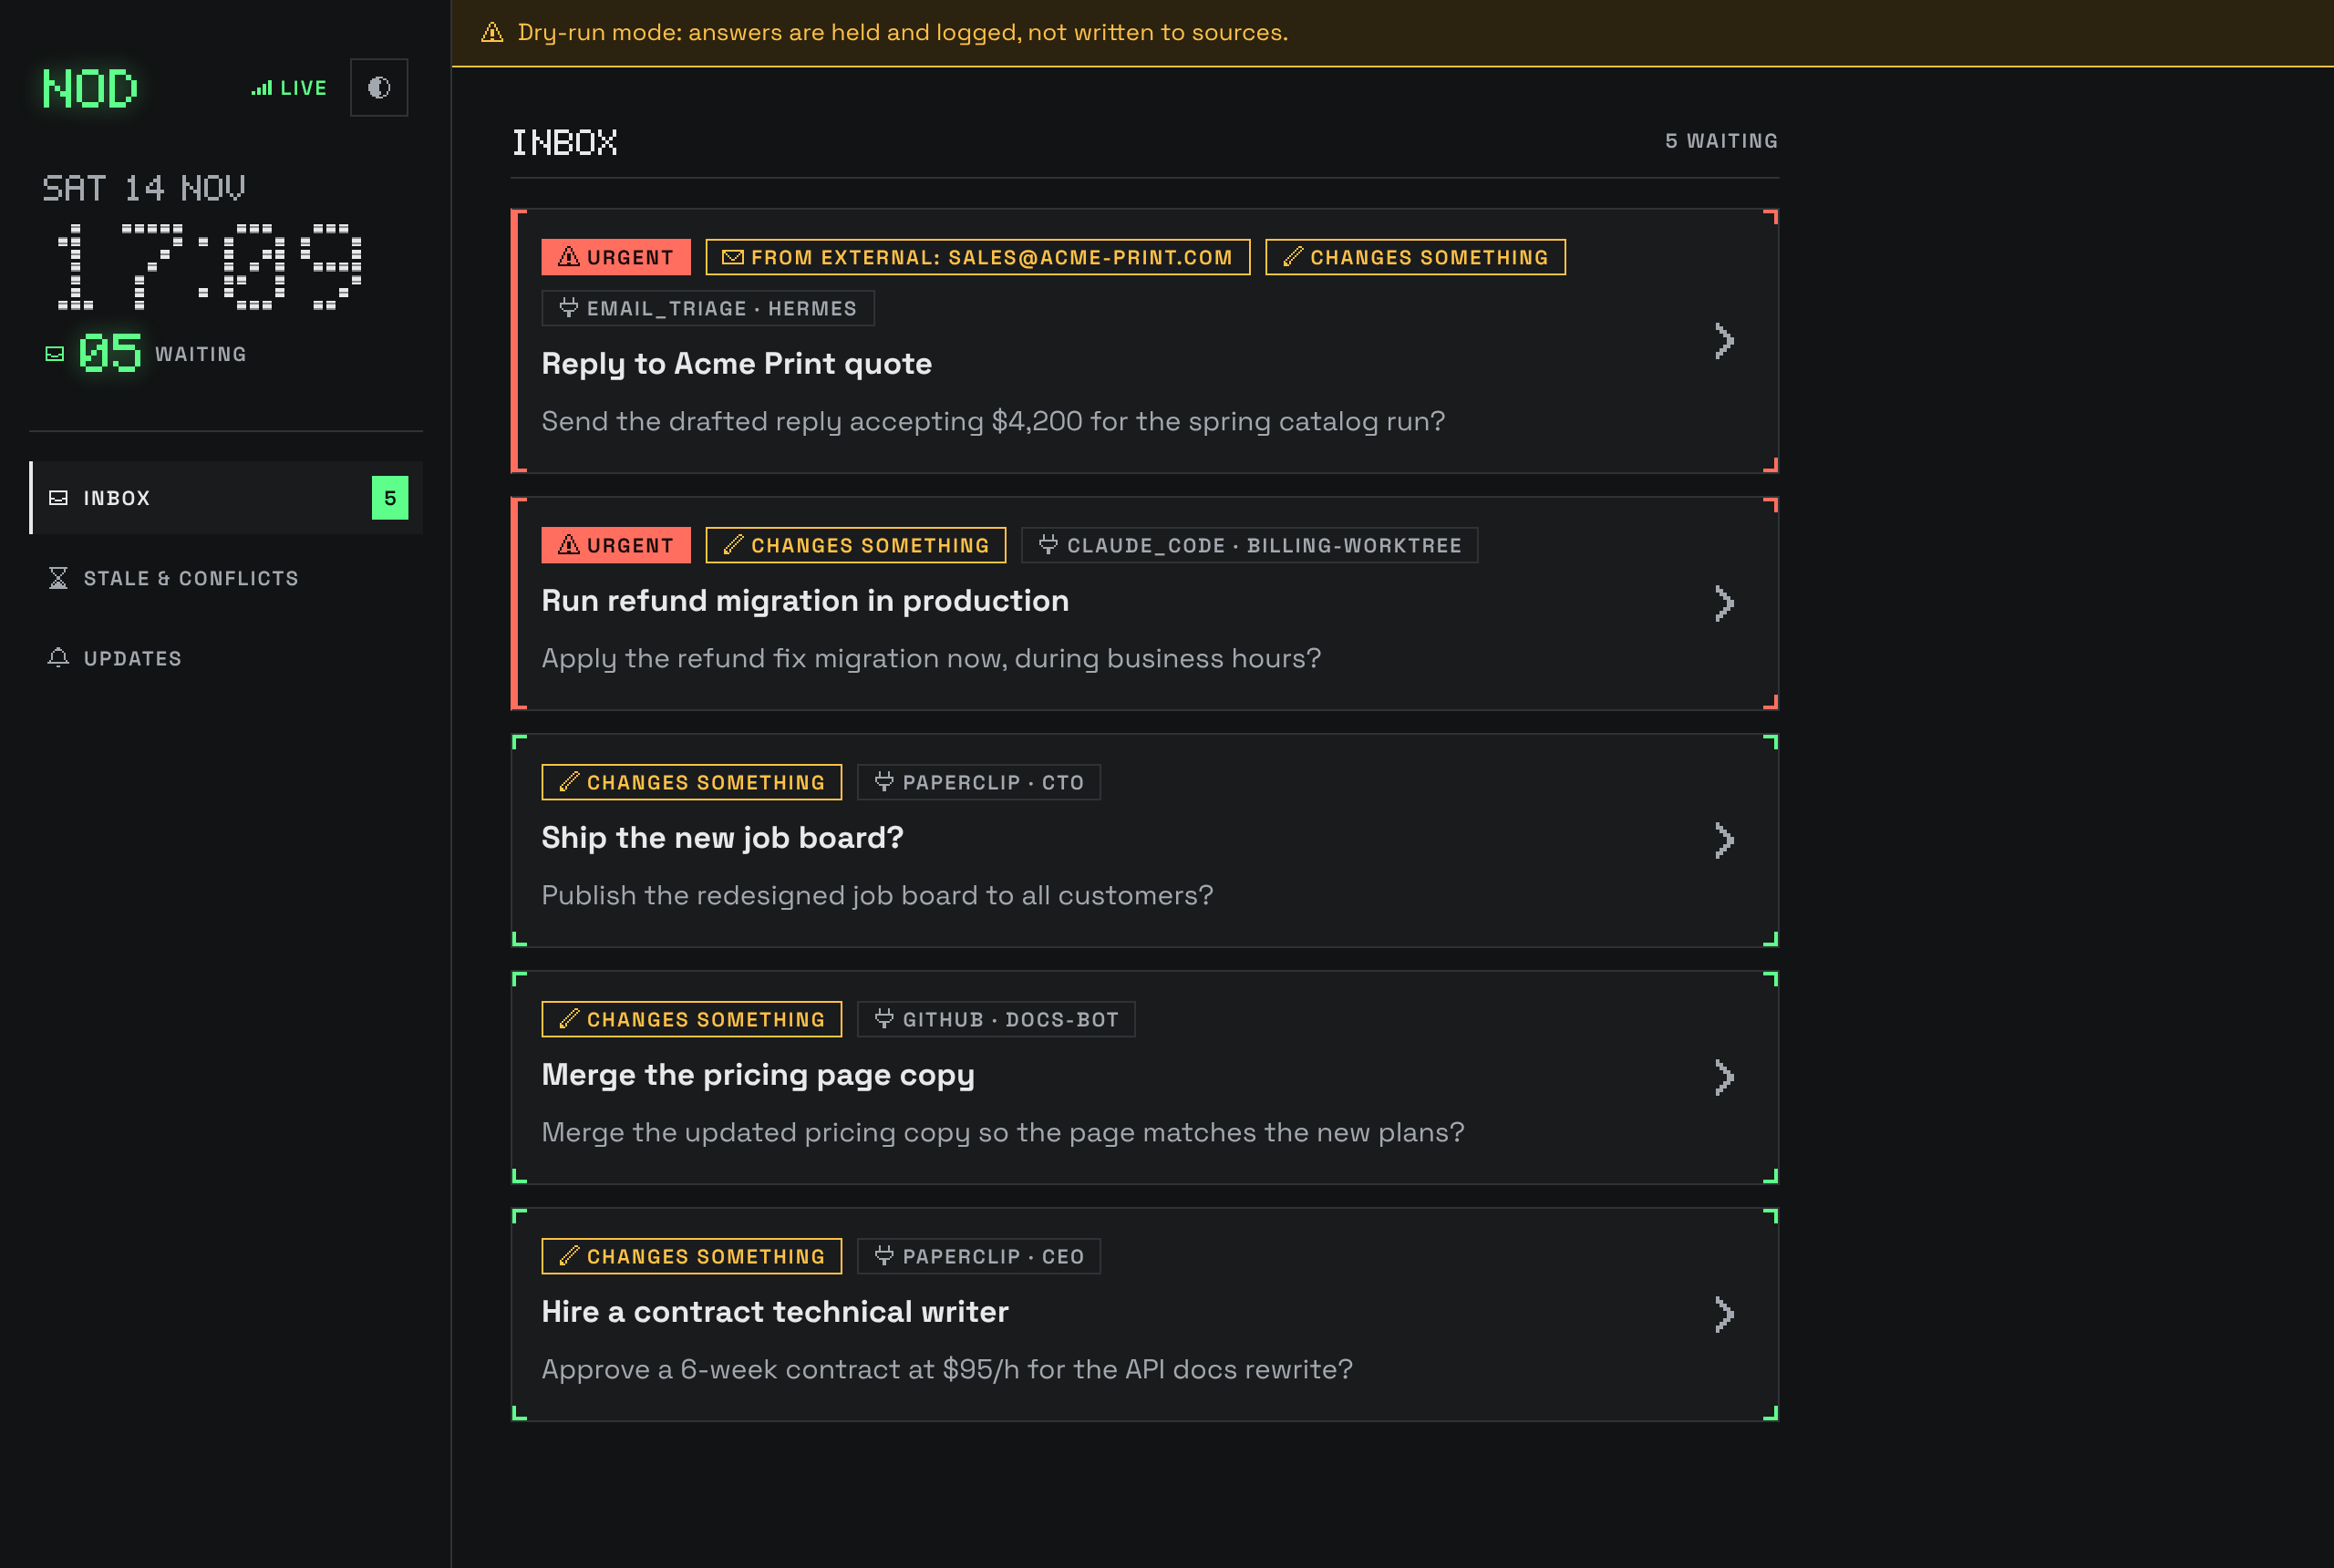 Dry-run mode: answers are held and logged, not written to sources.
NOD
LIVE
SAT 14 NOV
17:09
05 WAITING
INBOX 5
STALE & CONFLICTS
UPDATES
INBOX
5 WAITING
URGENT FROM EXTERNAL: SALES@ACME-PRINT.COM CHANGES SOMETHING
EMAIL_TRIAGE · HERMES
Reply to Acme Print quote
Send the drafted reply accepting $4,200 for the spring catalog run?
URGENT CHANGES SOMETHING CLAUDE_CODE · BILLING-WORKTREE
Run refund migration in production
Apply the refund fix migration now, during business hours?
CHANGES SOMETHING PAPERCLIP · CTO
Ship the new job board?
Publish the redesigned job board to all customers?
CHANGES SOMETHING GITHUB · DOCS-BOT
Merge the pricing page copy
Merge the updated pricing copy so the page matches the new plans?
CHANGES SOMETHING PAPERCLIP · CEO
Hire a contract technical writer
Approve a 6-week contract at $95/h for the API docs rewrite?